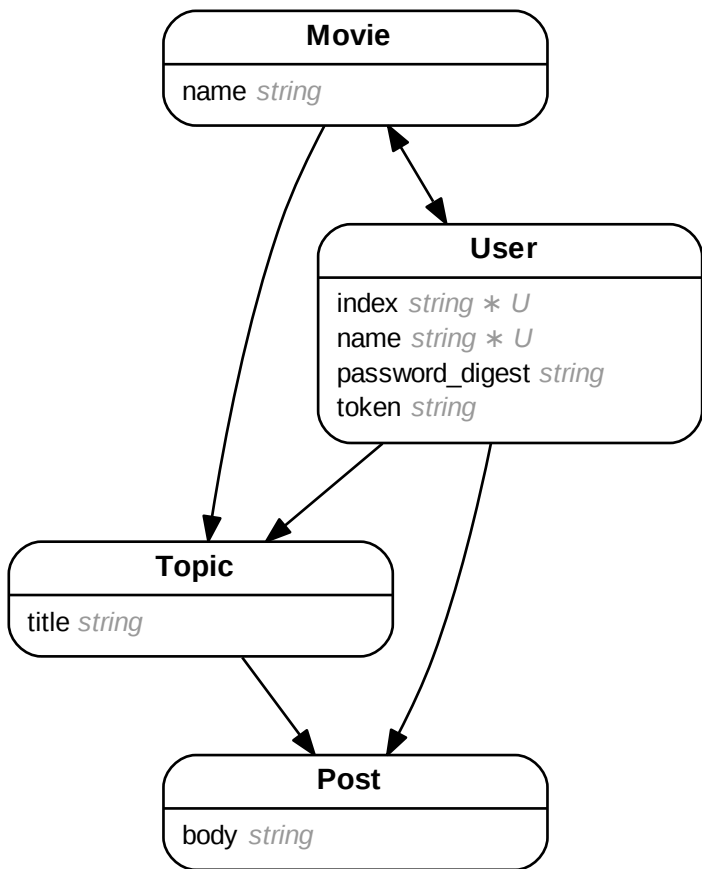 Movie
name string
User
index string ∗ U
name string ∗ U
password_digest string
token string
Topic
title string
Post
body string